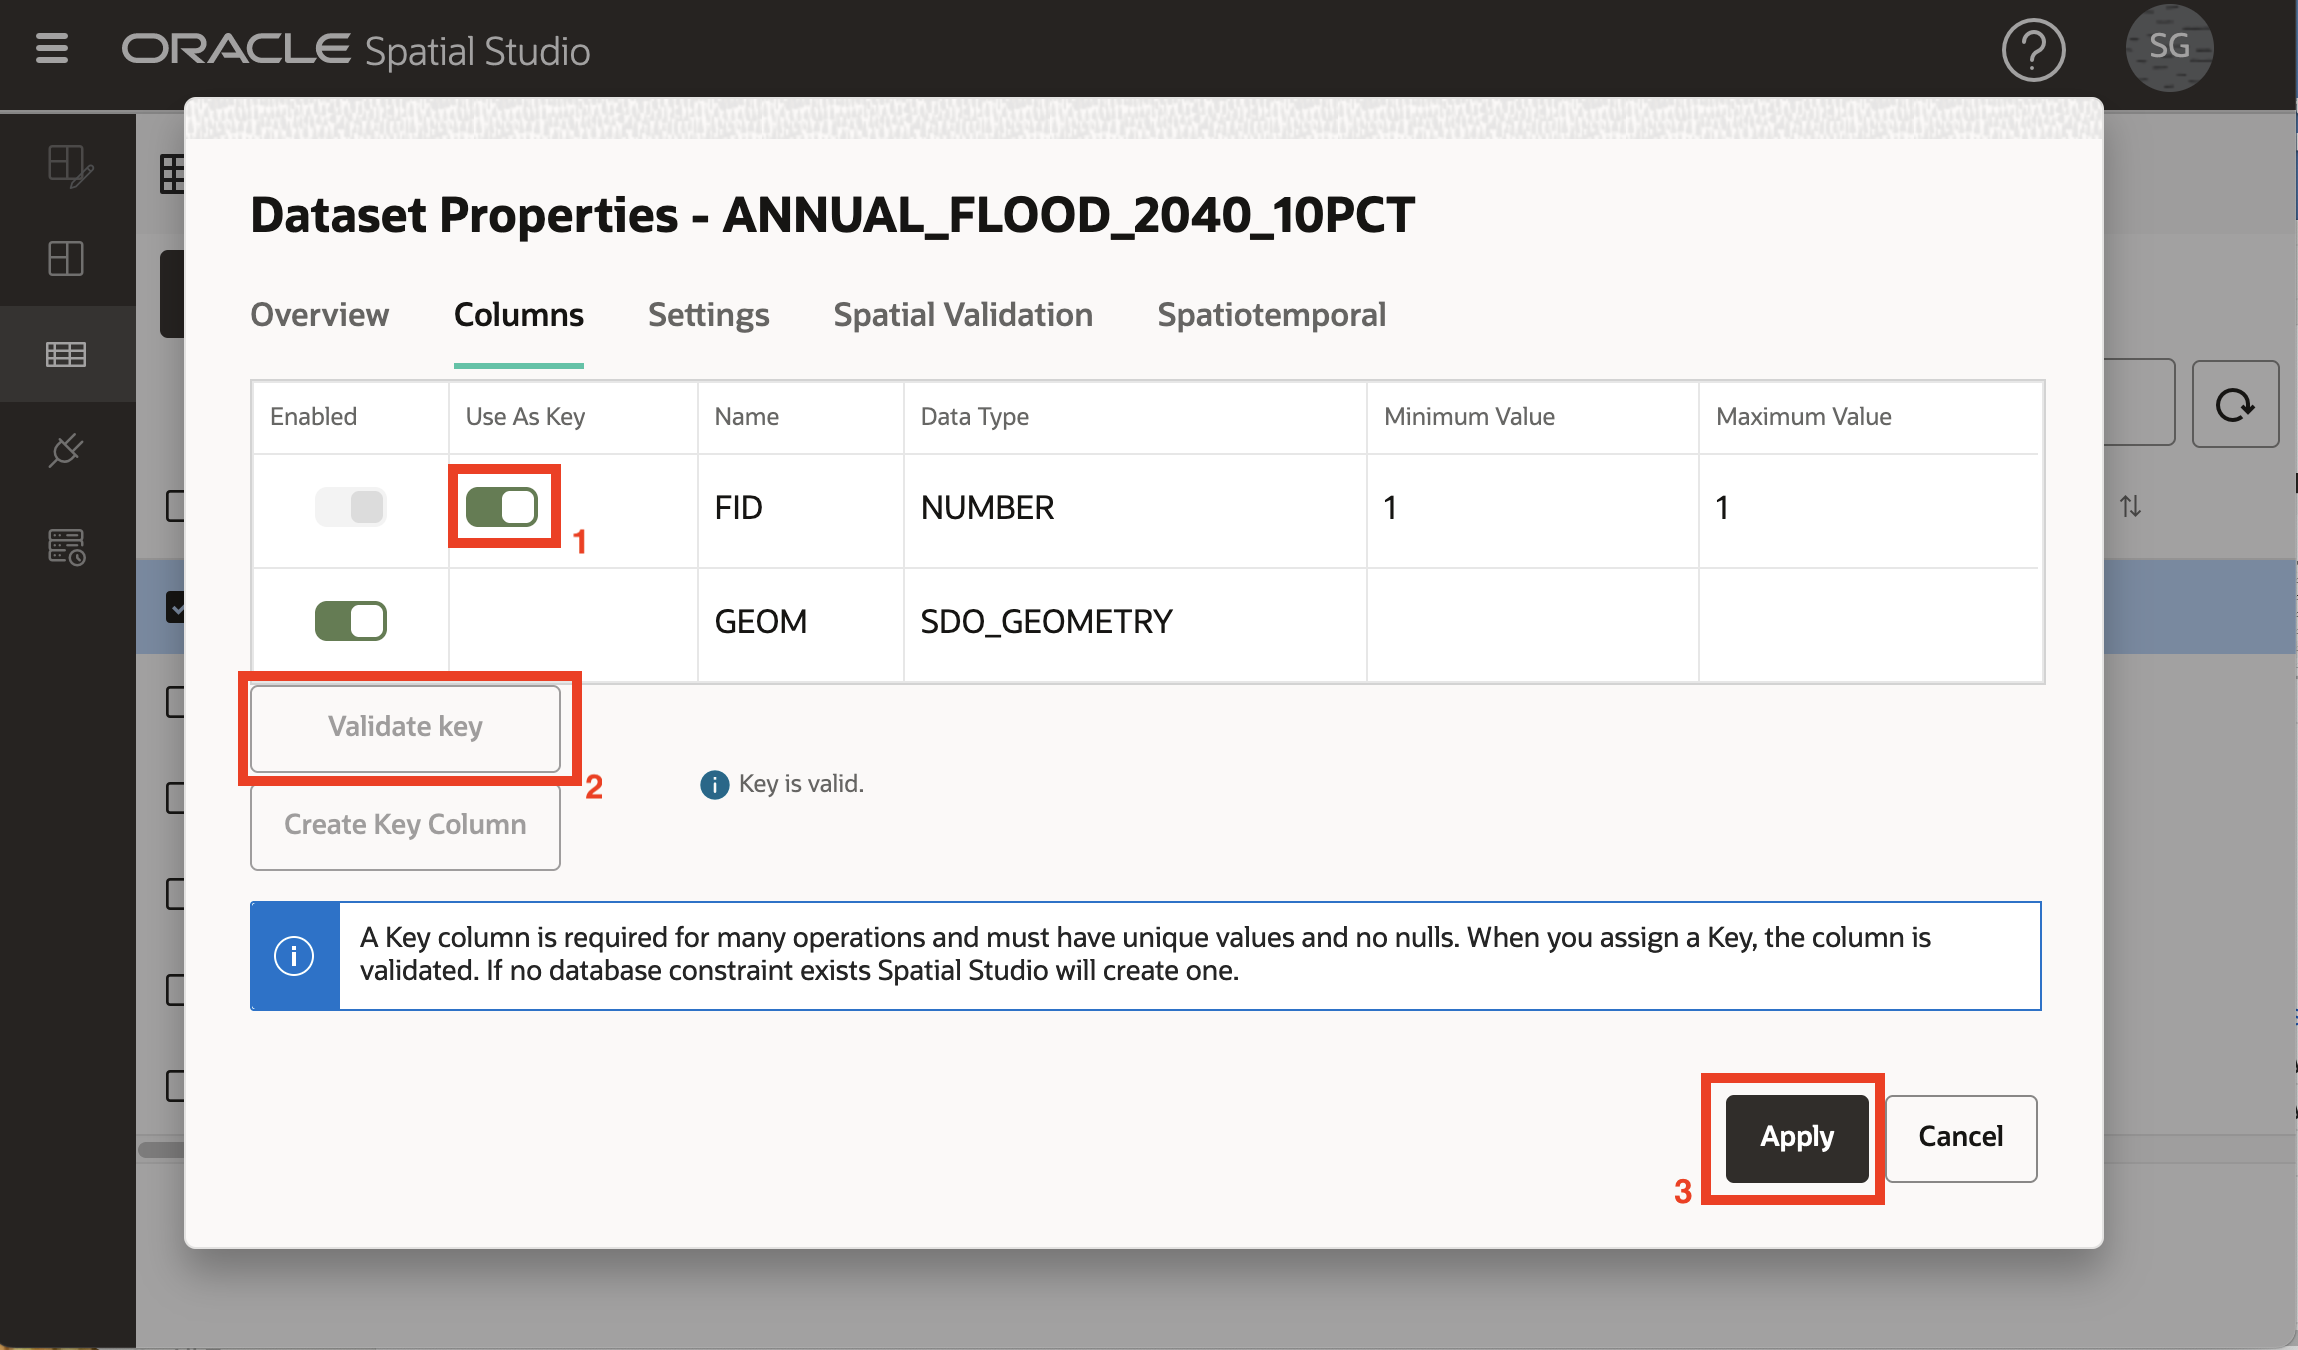 ORACLE Spatial Studio
SG
Dataset Properties - ANNUAL_FLOOD_2040_10PCT
Overview Columns Settings Spatial Validation Spatiotemporal
Enabled Use As Key Name Data Type Minimum Value Maximum Value
FID NUMBER 1 1
1
GEOM SDO_GEOMETRY
Validate key
2
Key is valid.
Create Key Column
A Key column is required for many operations and must have unique values and no nulls. When you assign a Key, the column is
validated. If no database constraint exists Spatial Studio will create one.
Apply Cancel
3